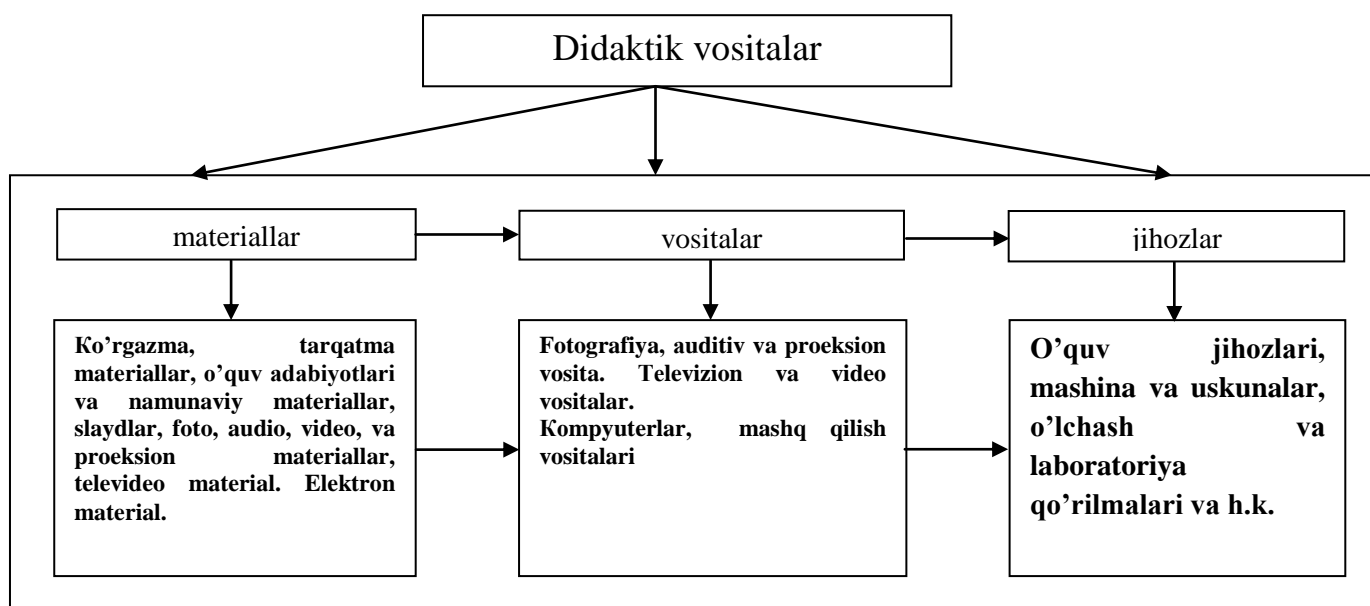 Didaktik vositalar
materiallar
vositalar
jihozlar
Ko’rgazma, tarqatma
materiallar, o’quv adabiyotlari
va namunaviy materiallar,
slaydlar, foto, audio, video, va
proeksion materiallar,
televideo material. Elektron
material.
Fotografiya, auditiv va proeksion
vosita. Televizion va video
vositalar.
Kompyuterlar, mashq qilish
vositalari
O’quv jihozlari,
mashina va uskunalar,
o’lchash va
laboratoriya
qo’rilmalari va h.k.